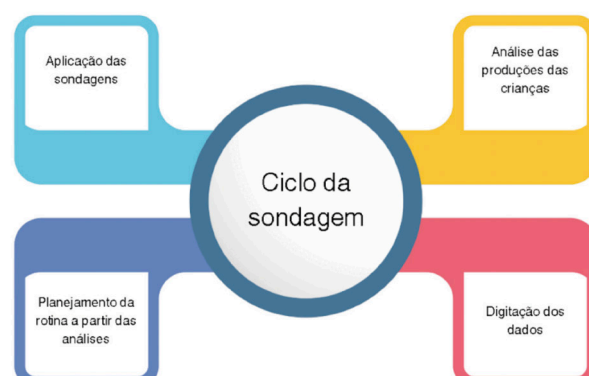 Aplicação das
sondagens
Análise das
produções das
crianças
Ciclo da
sondagem
Planejamento da
rotina a partir das
análises
Digitação dos
dados